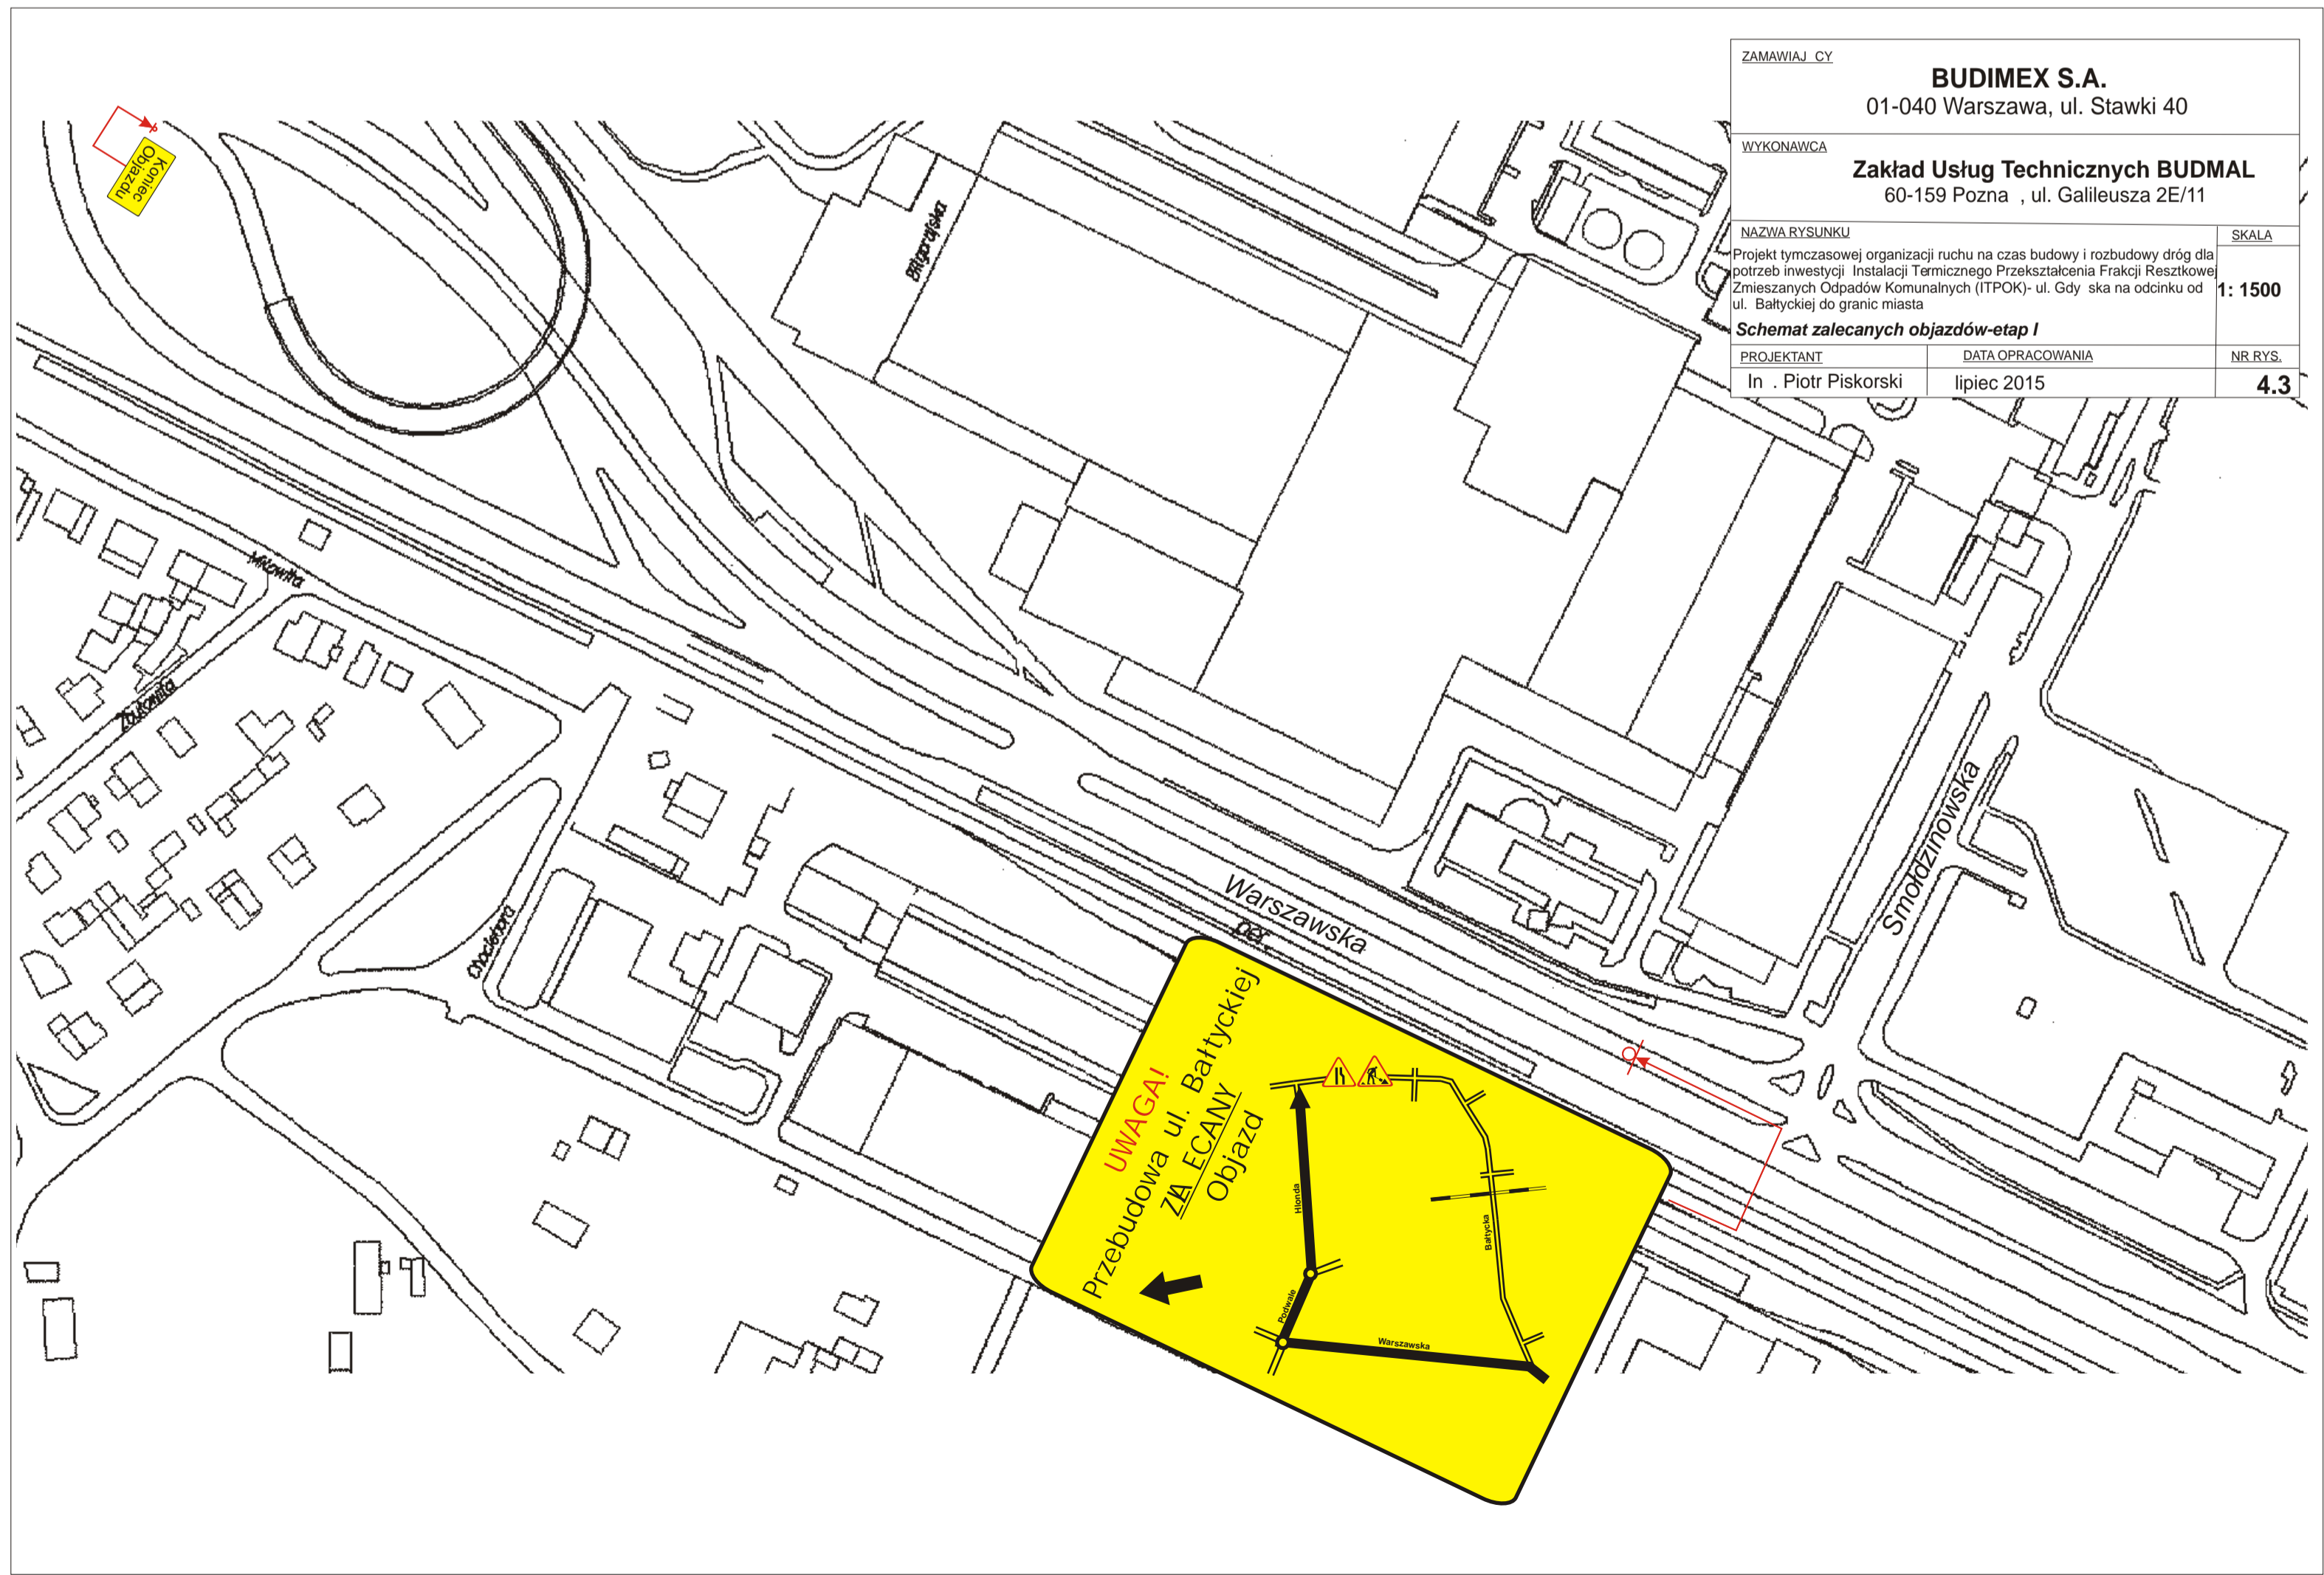 ZAMAWIAJ CY
BUDIMEX S.A.
01-040 Warszawa, ul. Stawki 40
WYKONAWCA
Zakład Usług Technicznych BUDMAL
60-159 Pozna , ul. Galileusza 2E/11
NAZWA RYSUNKU
SKALA
Projekt tymczasowej organizacji ruchu na czas budowy i rozbudowy dróg dla
potrzeb inwestycji Instalacji Termicznego Przekształcenia Frakcji Resztkowej
Zmieszanych Odpadów Komunalnych (ITPOK)- ul. Gdy ska na odcinku od
ul. Bałtyckiej do granic miasta
1: 1500
Schemat zalecanych objazdów-etap I
PROJEKTANT
DATA OPRACOWANIA
NR RYS.
In . Piotr Piskorski
lipiec 2015
4.3
Koniec
Objazdu
Biłgorajska
Miłowita
Zbyłowita
Chociebora
Warszawska
per.
Smołdzinowska
UWAGA!
Przebudowa ul. Bałtyckiej
ZA ECANY
Objazd
Hlonda
Podwale
Bałtycka
Warszawska